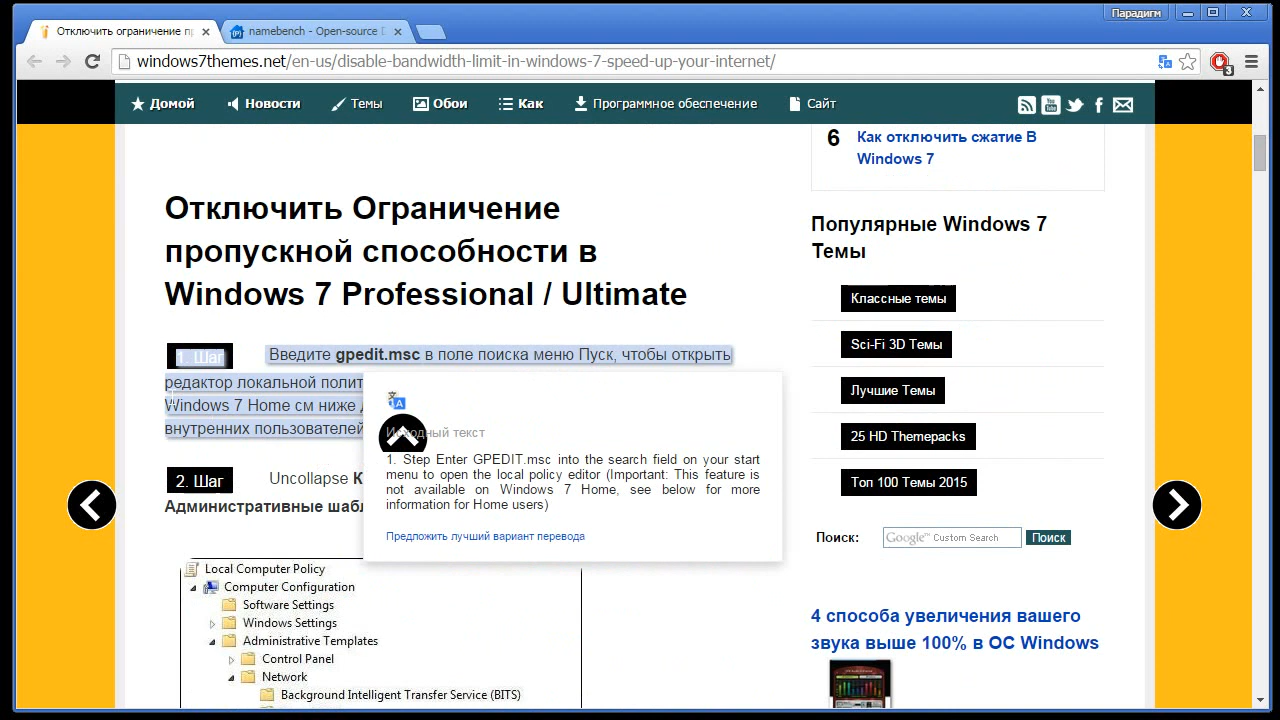 Парадигм
Отключить ограничение п
namebench - Open-source
windows7themes.net/en-us/disable-bandwidth-limit-in-windows-7-speed-up-your-internet/
3
Домой
Новости
Темы
Обои
Как
Программное обеспечение
Сайт
Отключить Ограничение
пропускной способности в
Windows 7 Professional / Ultimate
1. Шаг
Введите gpedit.msc в поле поиска меню Пуск, чтобы открыть
редактор локальной полит
Windows 7 Home см ниже
внутренних пользователей
Исходный текст
1. Step Enter GPEDIT.msc into the search field on your start
menu to open the local policy editor (Important: This feature is
not available on Windows 7 Home, see below for more
information for Home users)
Предложить лучший вариант перевода
2. Шаг
Uncollapse К
Административные шабл
Local Computer Policy
Computer Configuration
Software Settings
Windows Settings
Administrative Templates
Control Panel
Network
Background Intelligent Transfer Service (BITS)
6
Как отключить сжатие В
Windows 7
Популярные Windows 7
Темы
Классные темы
Sci-Fi 3D Темы
Лучшие Темы
25 HD Themepacks
Топ 100 Темы 2015
Поиск:
Google™ Custom Search
Поиск
4 способа увеличения вашего
звука выше 100% в ОС Windows